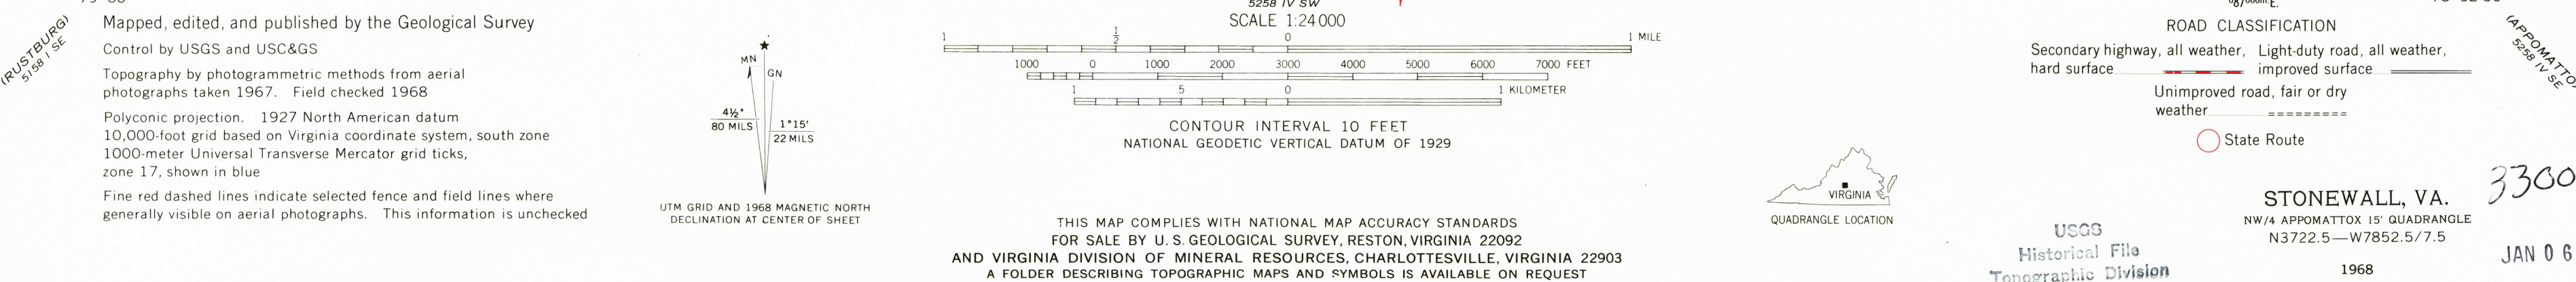 Mapped, edited, and published by the Geological Survey
Control by USGS and USC&GS
Topography by photogrammetric methods from aerial
photographs taken 1967. Field checked 1968
Polyconic projection. 1927 North American datum
10,000-foot grid based on Virginia coordinate system, south zone
1000-meter Universal Transverse Mercator grid ticks,
zone 17, shown in blue
Fine red dashed lines indicate selected fence and field lines where
generally visible on aerial photographs. This information is unchecked
(RUSTBURG)
5158 I SE
MN
GN
4½°
80 MILS
1°15′
22 MILS
UTM GRID AND 1968 MAGNETIC NORTH
DECLINATION AT CENTER OF SHEET
5258 IV SW
SCALE 1:24 000
1 ½ 0 1 MILE
1000 0 1000 2000 3000 4000 5000 6000 7000 FEET
1 .5 0 1 KILOMETER
CONTOUR INTERVAL 10 FEET
NATIONAL GEODETIC VERTICAL DATUM OF 1929
THIS MAP COMPLIES WITH NATIONAL MAP ACCURACY STANDARDS
FOR SALE BY U. S. GEOLOGICAL SURVEY, RESTON, VIRGINIA 22092
AND VIRGINIA DIVISION OF MINERAL RESOURCES, CHARLOTTESVILLE, VIRGINIA 22903
A FOLDER DESCRIBING TOPOGRAPHIC MAPS AND SYMBOLS IS AVAILABLE ON REQUEST
VIRGINIA
QUADRANGLE LOCATION
ROAD CLASSIFICATION
Secondary highway, all weather,
hard surface
Light-duty road, all weather,
improved surface
Unimproved road, fair or dry
weather
State Route
(APPOMATTO
5258 IV SE
3300
STONEWALL, VA.
NW/4 APPOMATTOX 15′ QUADRANGLE
N3722.5—W7852.5/7.5
1968
USGS
Historical File
Topographic Division
JAN 06